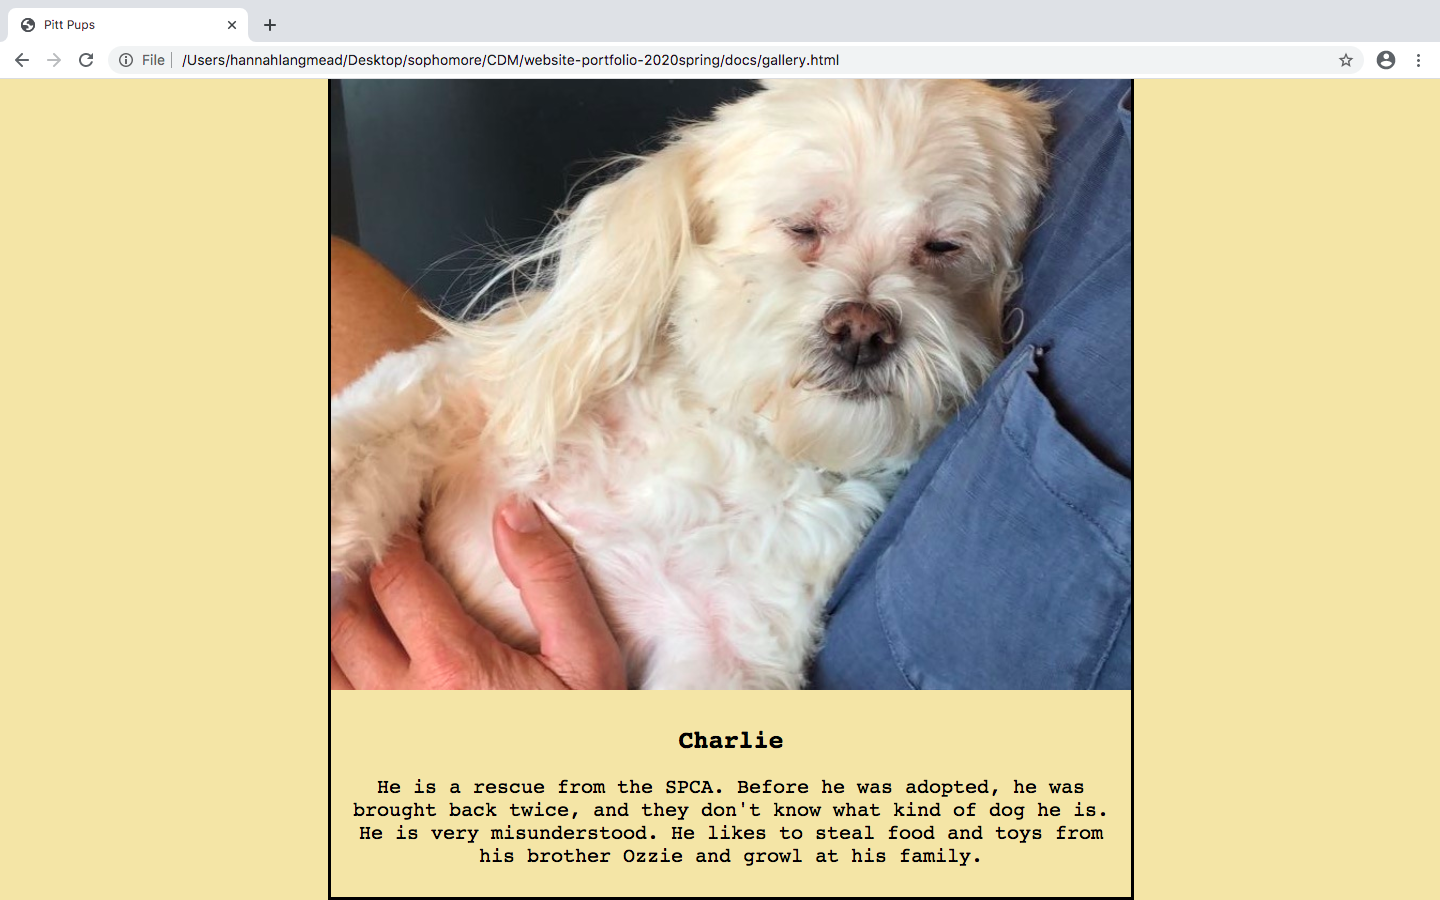 Pitt Pups
File /Users/hannahlangmead/Desktop/sophomore/CDM/website-portfolio-2020spring/docs/gallery.html
Charlie
He is a rescue from the SPCA. Before he was adopted, he was
brought back twice, and they don't know what kind of dog he is.
He is very misunderstood. He likes to steal food and toys from
his brother Ozzie and growl at his family.